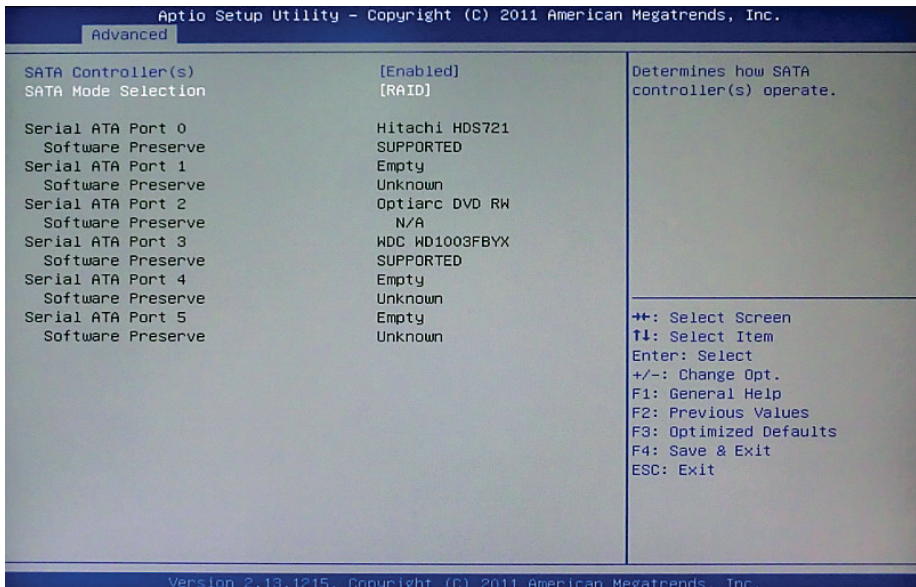 Aptio Setup Utility – Copyright (C) 2011 American Megatrends, Inc.
Advanced
SATA Controller(s) [Enabled]
SATA Mode Selection [RAID]
Serial ATA Port 0 Hitachi HDS721
Software Preserve SUPPORTED
Serial ATA Port 1 Empty
Software Preserve Unknown
Serial ATA Port 2 Optiarc DVD RW
Software Preserve N/A
Serial ATA Port 3 WDC WD1003FBYX
Software Preserve SUPPORTED
Serial ATA Port 4 Empty
Software Preserve Unknown
Serial ATA Port 5 Empty
Software Preserve Unknown
Determines how SATA
controller(s) operate.
→←: Select Screen
↑↓: Select Item
Enter: Select
+/-: Change Opt.
F1: General Help
F2: Previous Values
F3: Optimized Defaults
F4: Save & Exit
ESC: Exit
Version 2.13.1215. Copyright (C) 2011 American Megatrends, Inc.